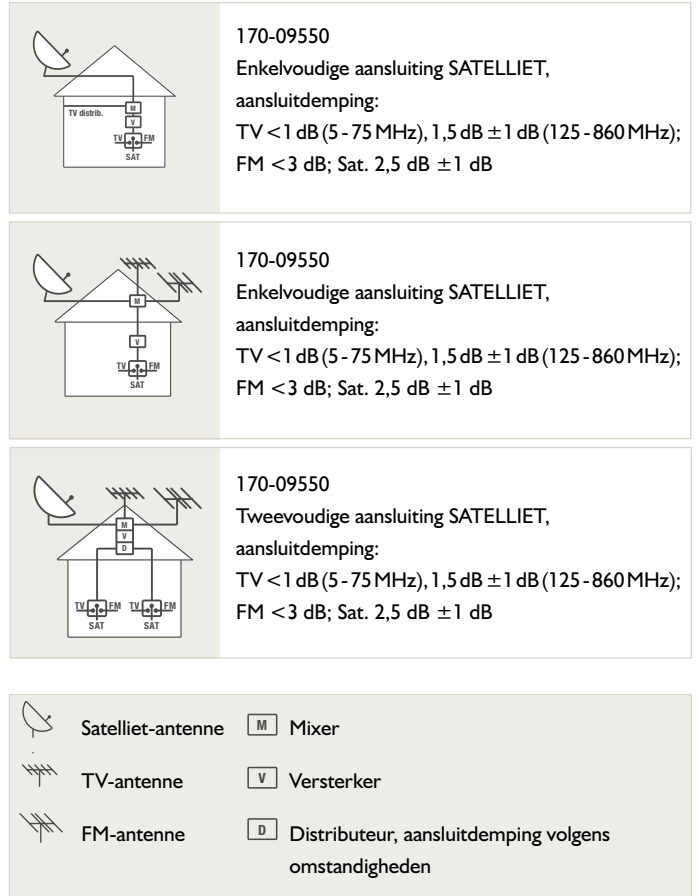 TV distrib.
M
V
TV FM
SAT
170-09550
Enkelvoudige aansluiting SATELLIET,
aansluitdemping:
TV <1 dB (5 - 75 MHz), 1,5 dB ±1 dB (125 - 860 MHz);
FM <3 dB; Sat. 2,5 dB ±1 dB
M
V
TV FM
SAT
170-09550
Enkelvoudige aansluiting SATELLIET,
aansluitdemping:
TV <1 dB (5 - 75 MHz), 1,5 dB ±1 dB (125 - 860 MHz);
FM <3 dB; Sat. 2,5 dB ±1 dB
M
V
D
TV FM TV FM
SAT SAT
170-09550
Tweevoudige aansluiting SATELLIET,
aansluitdemping:
TV <1 dB (5 - 75 MHz), 1,5 dB ±1 dB (125 - 860 MHz);
FM <3 dB; Sat. 2,5 dB ±1 dB
Satelliet-antenne M Mixer
TV-antenne V Versterker
FM-antenne D Distributeur, aansluitdemping volgens
omstandigheden